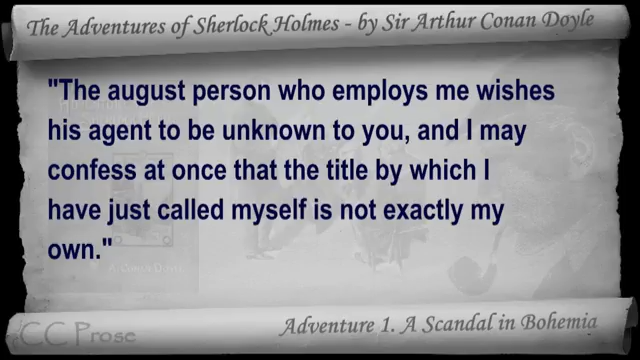 The Adventures of Sherlock Holmes - by Sir Arthur Conan Doyle
"The august person who employs me wishes
his agent to be unknown to you, and I may
confess at once that the title by which I
have just called myself is not exactly my
own."
A. Conan Doyle
Adventure 1. A Scandal in Bohemia
CC Prose